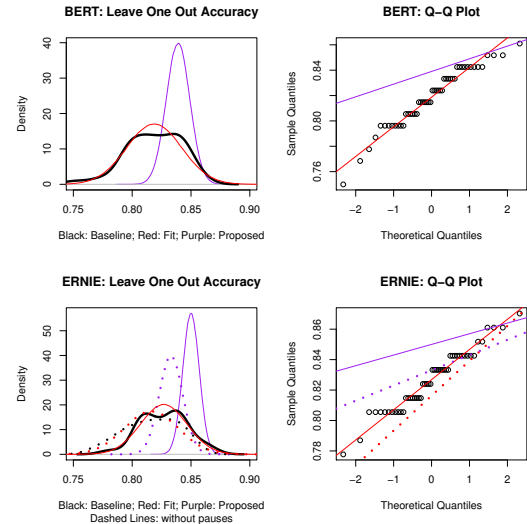 BERT: Leave One Out Accuracy
Density
40
30
20
10
0
0.75 0.80 0.85 0.90
Black: Baseline; Red: Fit; Purple: Proposed
BERT: Q−Q Plot
Sample Quantiles
0.84
0.80
0.76
−2 −1 0 1 2
Theoretical Quantiles
ERNIE: Leave One Out Accuracy
Density
50
40
30
20
10
0
0.75 0.80 0.85 0.90
Black: Baseline; Red: Fit; Purple: Proposed
Dashed Lines: without pauses
ERNIE: Q−Q Plot
Sample Quantiles
0.86
0.84
0.82
0.80
0.78
−2 −1 0 1 2
Theoretical Quantiles